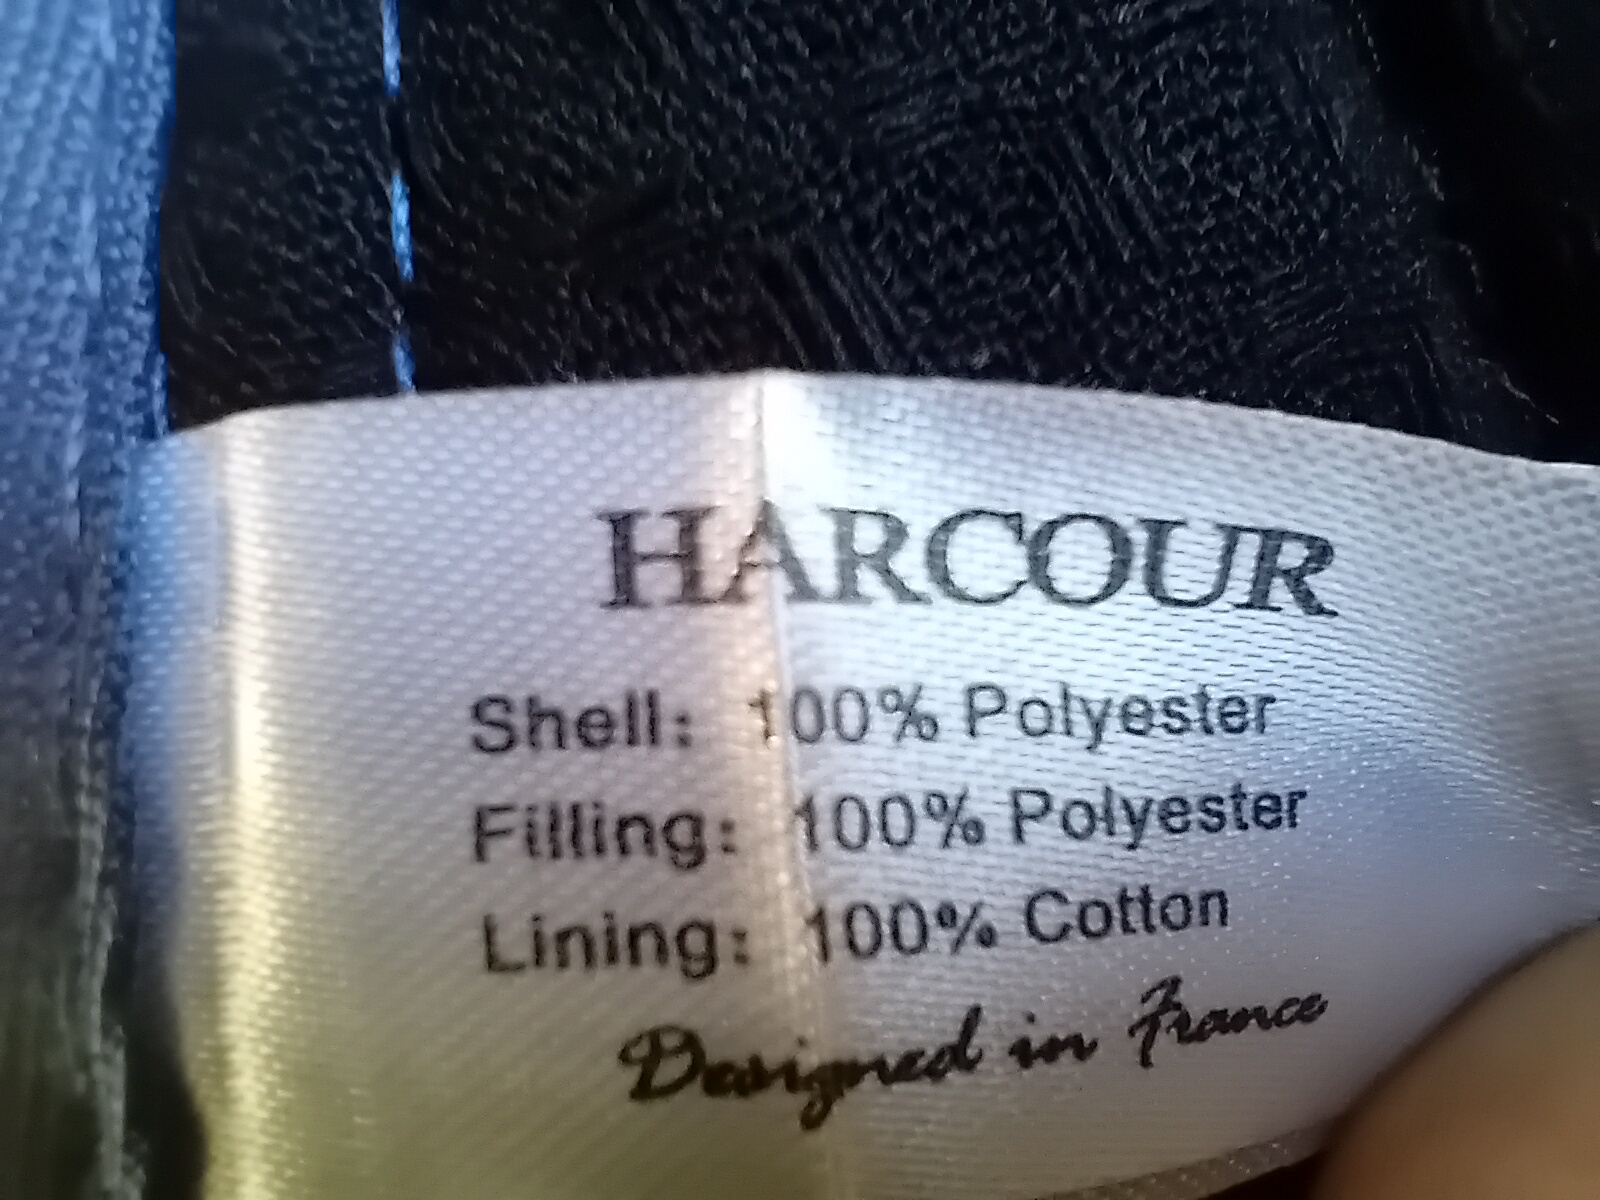 HARCOUR
Shell: 100% Polyester
Filling: 100% Polyester
Lining: 100% Cotton
Designed in France